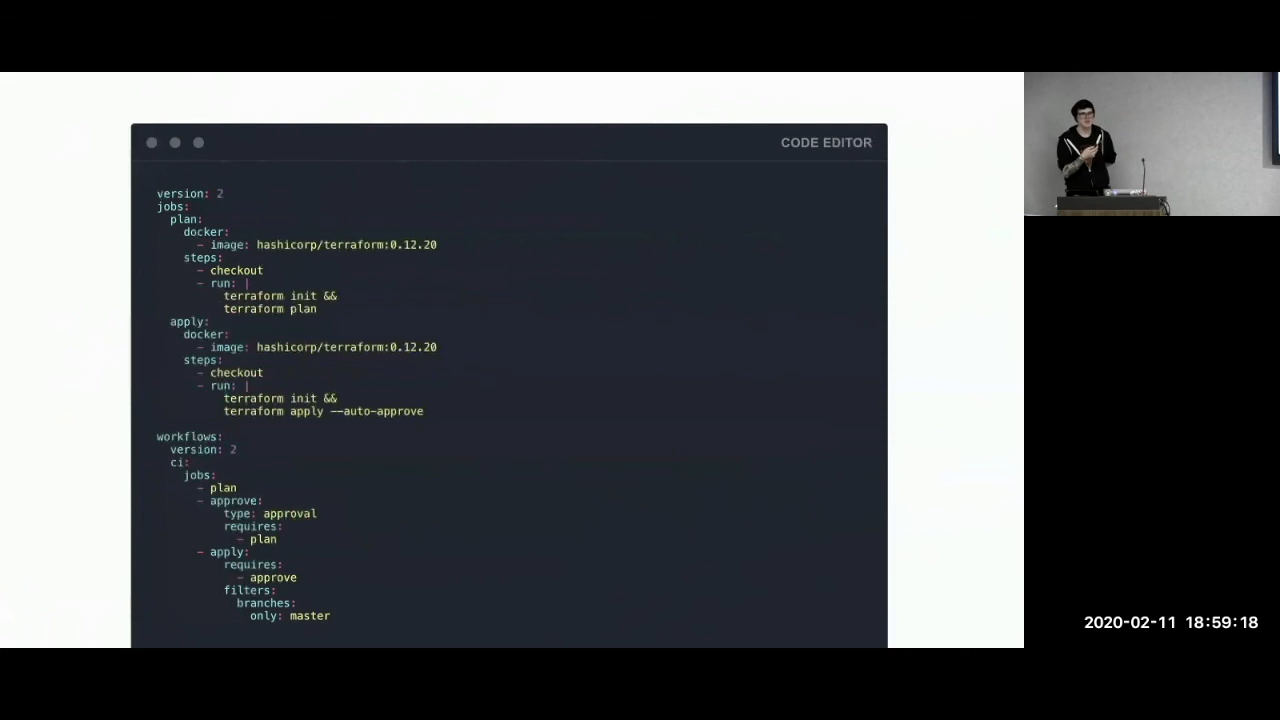 CODE EDITOR
version: 2
jobs:
  plan:
    docker:
      - image: hashicorp/terraform:0.12.20
    steps:
      - checkout
      - run: |
          terraform init &&
          terraform plan
  apply:
    docker:
      - image: hashicorp/terraform:0.12.20
    steps:
      - checkout
      - run: |
          terraform init &&
          terraform apply --auto-approve
workflows:
  version: 2
  ci:
    jobs:
      - plan
      - approve:
          type: approval
          requires:
            - plan
      - apply:
          requires:
            - approve
          filters:
            branches:
              only: master
2020-02-11 18:59:18